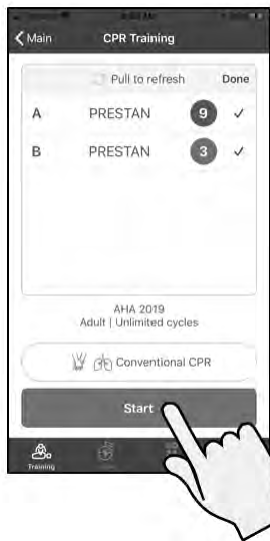 Main CPR Training
Pull to refresh Done
A PRESTAN 9
B PRESTAN 3
AHA 2019
Adult | Unlimited cycles
Conventional CPR
Start
Training